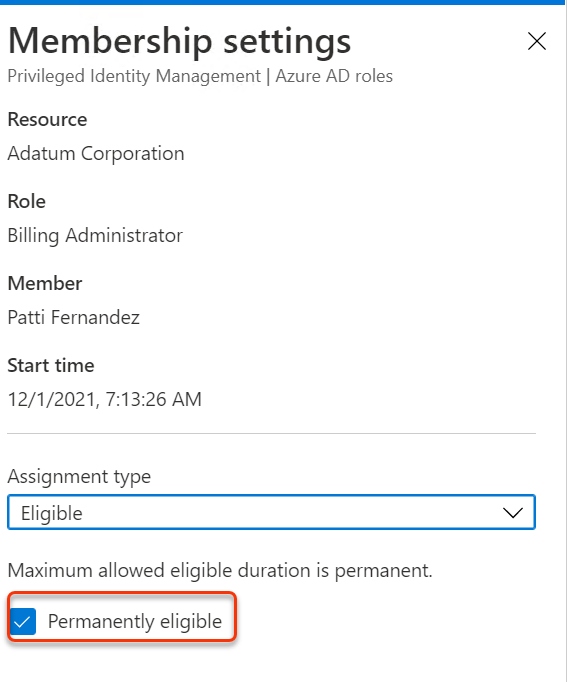 Membership settings
Privileged Identity Management | Azure AD roles
Resource
Adatum Corporation
Role
Billing Administrator
Member
Patti Fernandez
Start time
12/1/2021, 7:13:26 AM
Assignment type
Eligible
Maximum allowed eligible duration is permanent.
Permanently eligible